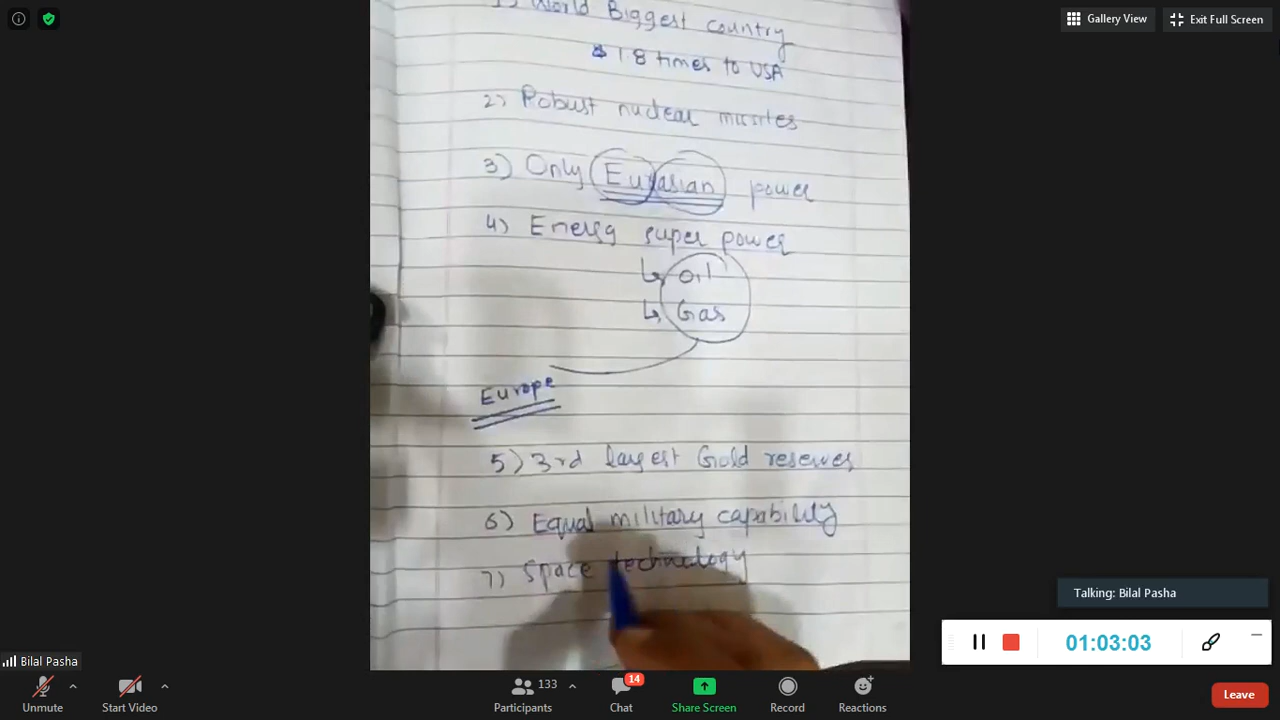 Gallery View
Exit Full Screen
1) World Biggest country
1.8 times to USA
2) Robust nuclear missiles
3) Only Eurasian power
4) Energy super power
↳ Oil
↳ Gas
Europe
5) 3rd largest Gold reserves
6) Equal military capability
7) Space technology
Talking: Bilal Pasha
01:03:03
Bilal Pasha
Unmute
Start Video
133
Participants
14
Chat
Share Screen
Record
Reactions
Leave